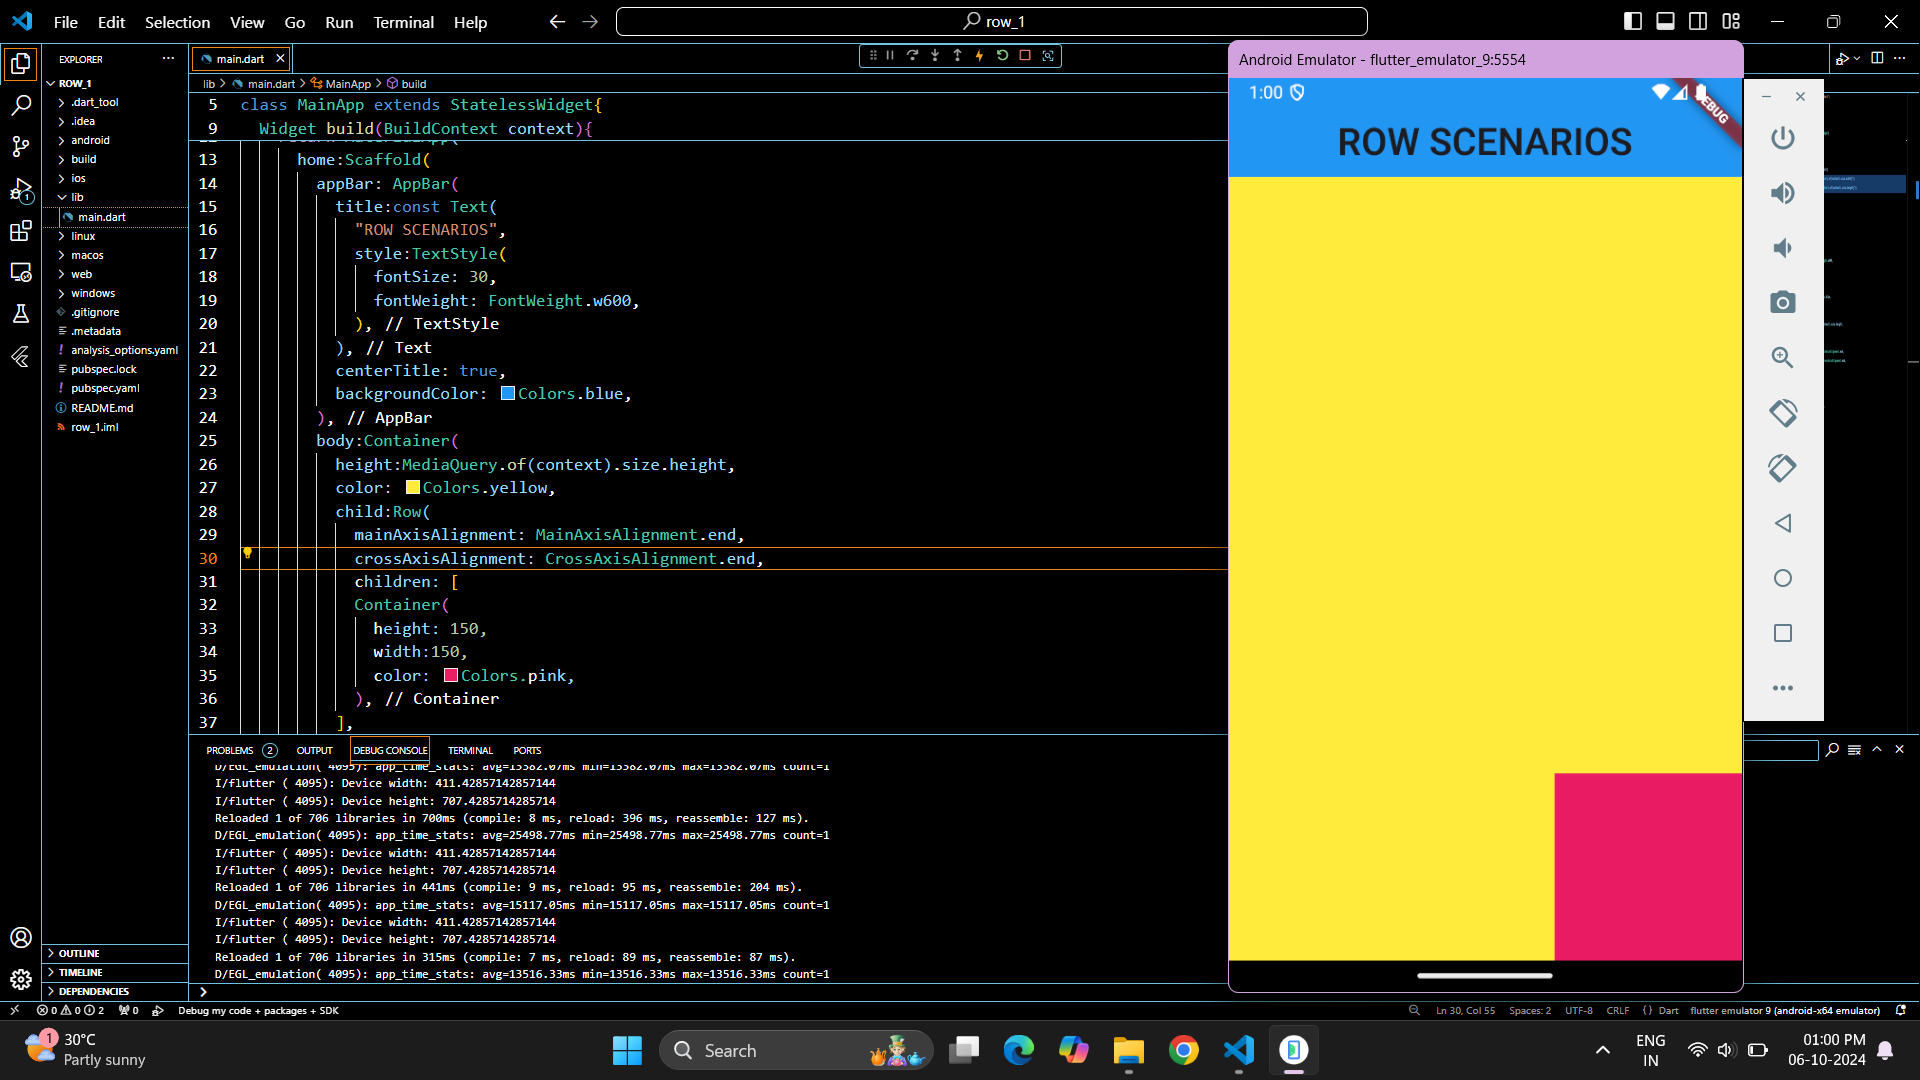 File Edit Selection View Go Run Terminal Help
row_1
EXPLORER
ROW_1
.dart_tool
.idea
android
build
ios
lib
main.dart
linux
macos
web
windows
.gitignore
.metadata
analysis_options.yaml
pubspec.lock
pubspec.yaml
README.md
row_1.iml
OUTLINE
TIMELINE
DEPENDENCIES
main.dart
lib > main.dart > MainApp > build
5 class MainApp extends StatelessWidget{
9 Widget build(BuildContext context){
13 home:Scaffold(
14 appBar: AppBar(
15 title:const Text(
16 "ROW SCENARIOS",
17 style:TextStyle(
18 fontSize: 30,
19 fontWeight: FontWeight.w600,
20 ), // TextStyle
21 ), // Text
22 centerTitle: true,
23 backgroundColor: Colors.blue,
24 ), // AppBar
25 body:Container(
26 height:MediaQuery.of(context).size.height,
27 color: Colors.yellow,
28 child:Row(
29 mainAxisAlignment: MainAxisAlignment.end,
30 crossAxisAlignment: CrossAxisAlignment.end,
31 children: [
32 Container(
33 height: 150,
34 width:150,
35 color: Colors.pink,
36 ), // Container
37 ],
PROBLEMS 2 OUTPUT DEBUG CONSOLE TERMINAL PORTS
D/EGL_emulation( 4095): app_time_stats: avg=13382.07ms min=13382.07ms max=13382.07ms count=1
I/flutter ( 4095): Device width: 411.42857142857144
I/flutter ( 4095): Device height: 707.4285714285714
Reloaded 1 of 706 libraries in 700ms (compile: 8 ms, reload: 396 ms, reassemble: 127 ms).
D/EGL_emulation( 4095): app_time_stats: avg=25498.77ms min=25498.77ms max=25498.77ms count=1
I/flutter ( 4095): Device width: 411.42857142857144
I/flutter ( 4095): Device height: 707.4285714285714
Reloaded 1 of 706 libraries in 441ms (compile: 9 ms, reload: 95 ms, reassemble: 204 ms).
D/EGL_emulation( 4095): app_time_stats: avg=15117.05ms min=15117.05ms max=15117.05ms count=1
I/flutter ( 4095): Device width: 411.42857142857144
I/flutter ( 4095): Device height: 707.4285714285714
Reloaded 1 of 706 libraries in 315ms (compile: 7 ms, reload: 89 ms, reassemble: 87 ms).
D/EGL_emulation( 4095): app_time_stats: avg=13516.33ms min=13516.33ms max=13516.33ms count=1
Android Emulator - flutter_emulator_9:5554
1:00
DEBUG
ROW SCENARIOS
0 0 2 0 Debug my code + packages + SDK
Ln 30, Col 55 Spaces: 2 UTF-8 CRLF {} Dart flutter emulator 9 (android-x64 emulator)
1
30°C
Partly sunny
Search
ENG
IN
01:00 PM
06-10-2024